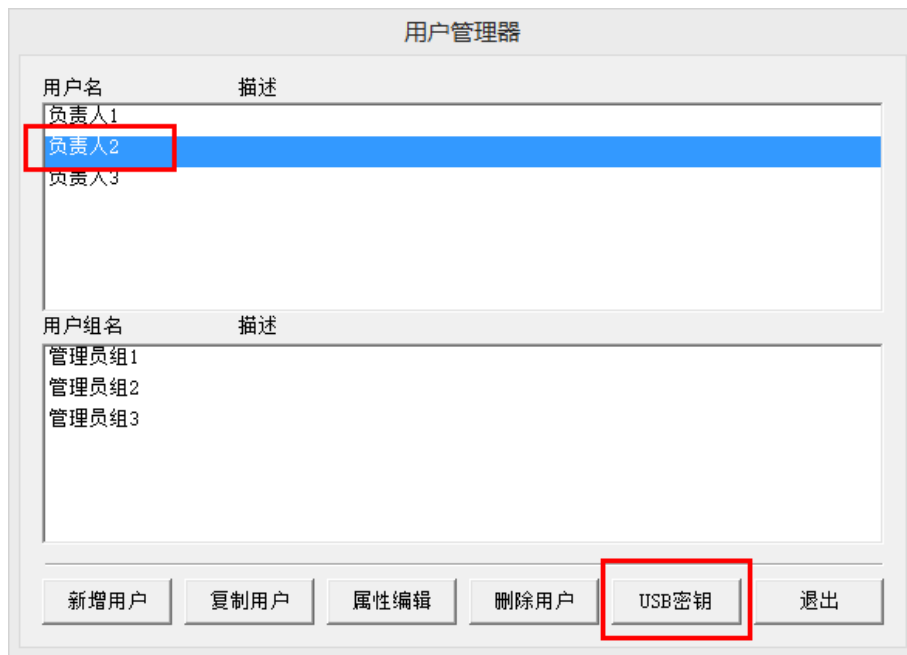 用户管理器
用户名 描述
负责人1
负责人2
负责人3
用户组名 描述
管理员组1
管理员组2
管理员组3
新增用户 复制用户 属性编辑 删除用户 USB密钥 退出